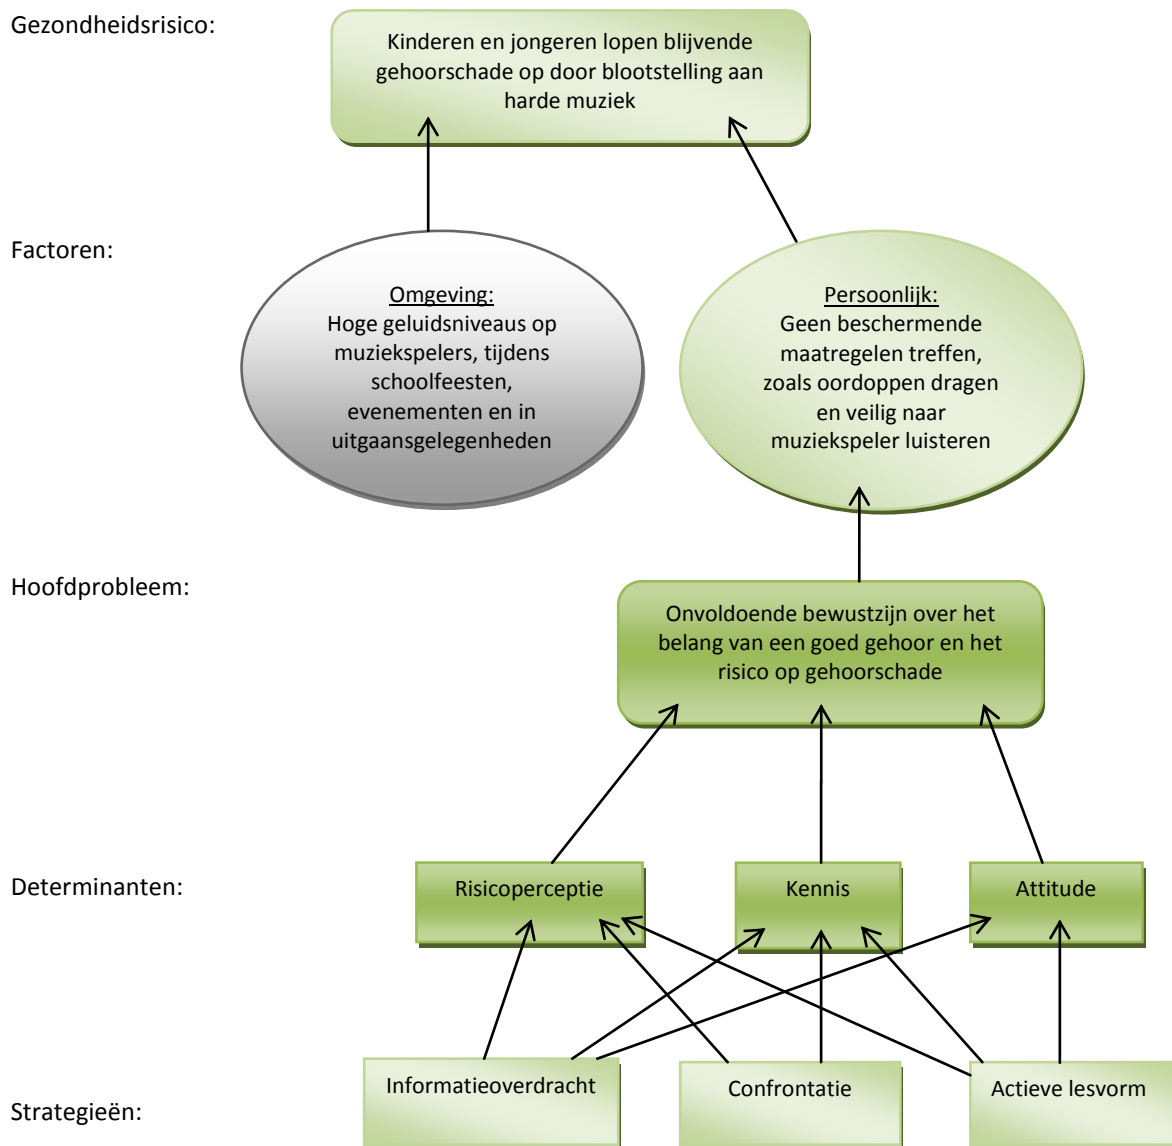 Gezondheidsrisico:
Kinderen en jongeren lopen blijvende
gehoorschade op door blootstelling aan
harde muziek
Factoren:
Omgeving:
Hoge geluidsniveaus op
muziekspelers, tijdens
schoolfeesten,
evenementen en in
uitgaansgelegenheden
Persoonlijk:
Geen beschermende
maatregelen treffen,
zoals oordoppen dragen
en veilig naar
muziekspeler luisteren
Hoofdprobleem:
Onvoldoende bewustzijn over het
belang van een goed gehoor en het
risico op gehoorschade
Determinanten:
Risicoperceptie
Kennis
Attitude
Strategieën:
Informatieoverdracht
Confrontatie
Actieve lesvorm